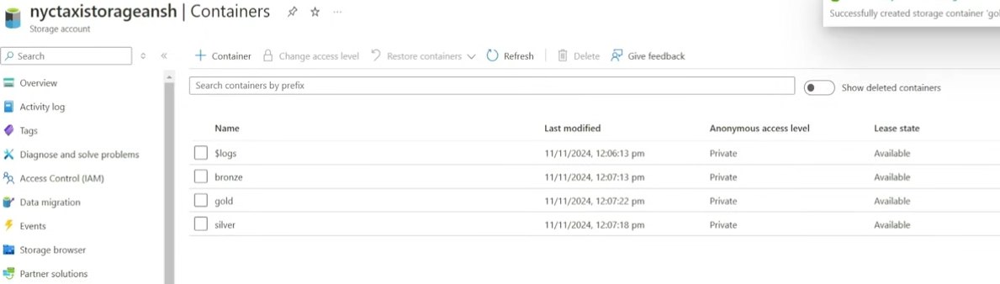 nyctaxistorageansh | Containers
Storage account
Successfully created storage container 'gol
Search
Container
Change access level
Restore containers
Refresh
Delete
Give feedback
Search containers by prefix
Show deleted containers
Overview
Activity log
Tags
Diagnose and solve problems
Access Control (IAM)
Data migration
Events
Storage browser
Partner solutions
Name Last modified Anonymous access level Lease state
$logs 11/11/2024, 12:06:13 pm Private Available
bronze 11/11/2024, 12:07:13 pm Private Available
gold 11/11/2024, 12:07:22 pm Private Available
silver 11/11/2024, 12:07:18 pm Private Available